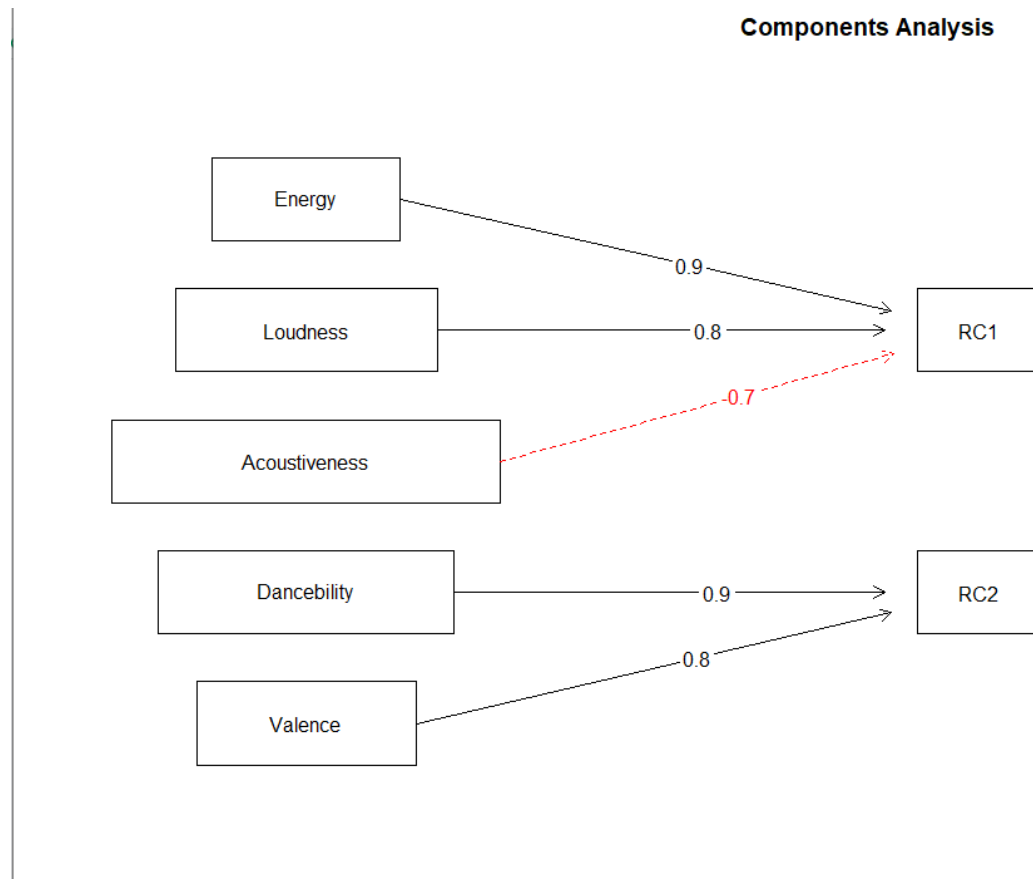 Components Analysis
Energy
0.9
Loudness
0.8
RC1
-0.7
Acoustiveness
Dancebility
0.9
RC2
0.8
Valence